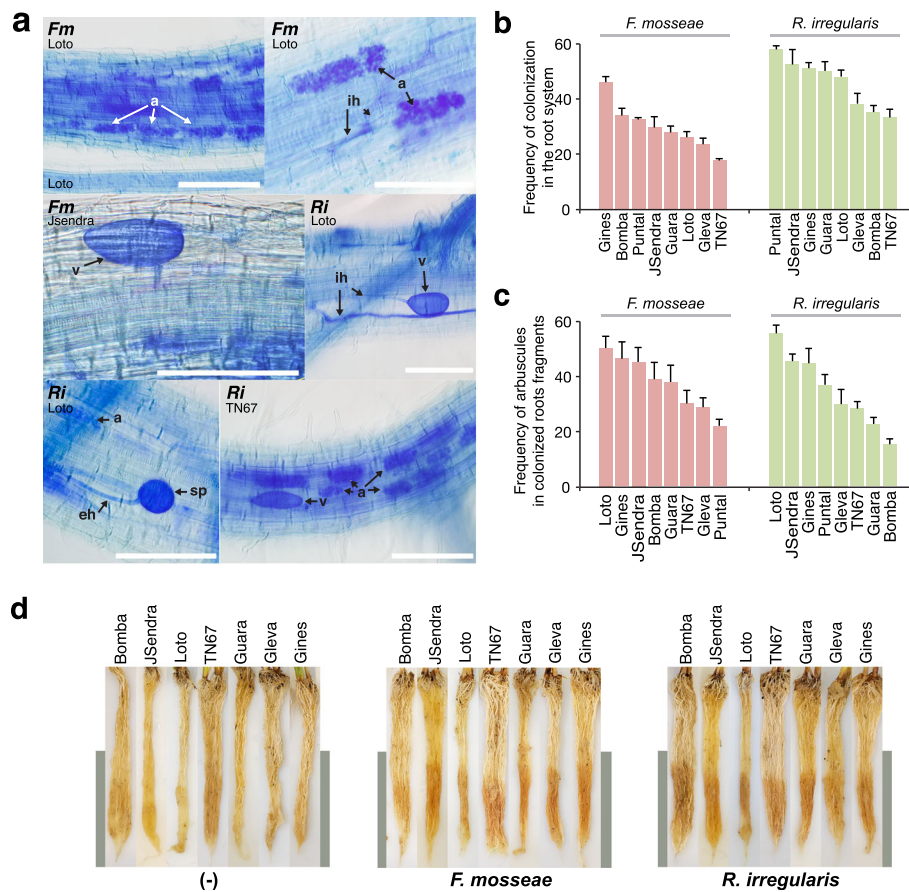 a
Fm
Loto
a
Loto
Fm
Loto
a
ih
Fm
Jsendra
v
Ri
Loto
v
ih
Ri
Loto
a
sp
eh
Ri
TN67
a
v
b
F. mosseae
R. irregularis
Frequency of colonization
in the root system
60
40
20
0
Gines
Bomba
Puntal
JSendra
Guara
Loto
Gleva
TN67
Puntal
JSendra
Gines
Guara
Loto
Gleva
Bomba
TN67
c
F. mosseae
R. irregularis
Frequency of arbuscules
in colonized roots fragments
60
40
20
0
Loto
Gines
JSendra
Bomba
Guara
TN67
Gleva
Puntal
Loto
JSendra
Gines
Puntal
Gleva
TN67
Guara
Bomba
d
Bomba
JSendra
Loto
TN67
Guara
Gleva
Gines
Bomba
JSendra
Loto
TN67
Guara
Gleva
Gines
Bomba
JSendra
Loto
TN67
Guara
Gleva
Gines
(-)
F. mosseae
R. irregularis